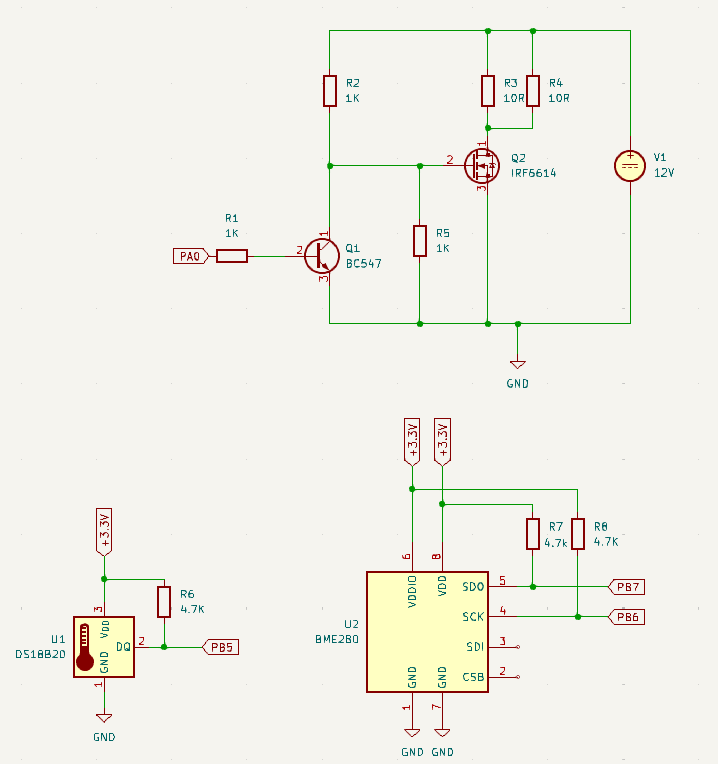 R2
1K
R3
10R
R4
10R
1
2
3
Q2
IRF6614
V1
12V
R1
1K
PA0
2
1
3
Q1
BC547
R5
1K
GND
+3.3V
+3.3V
+3.3V
R6
4.7K
3
VDD
U1
DS18B20
DQ
2
PB5
GND
1
GND
R7
4.7k
R8
4.7K
6
8
VDDIO
VDD
SDO
5
PB7
SCK
4
PB6
U2
BME280
SDI
3
CSB
2
GND
GND
1
7
GND
GND